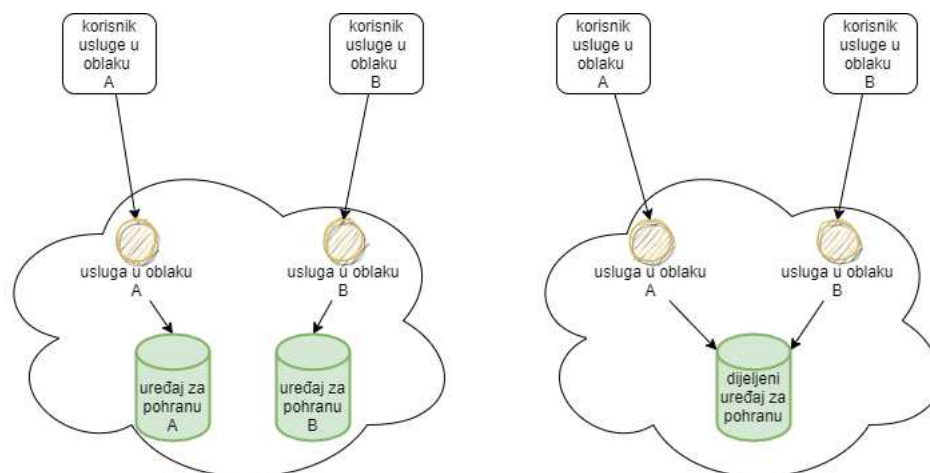 korisnik
usluge u
oblaku
A
korisnik
usluge u
oblaku
B
usluga u oblaku
A
usluga u oblaku
B
uređaj za
pohranu
A
uređaj za
pohranu
B
korisnik
usluge u
oblaku
A
korisnik
usluge u
oblaku
B
usluga u oblaku
A
usluga u oblaku
B
dijeljeni
uređaj za
pohranu